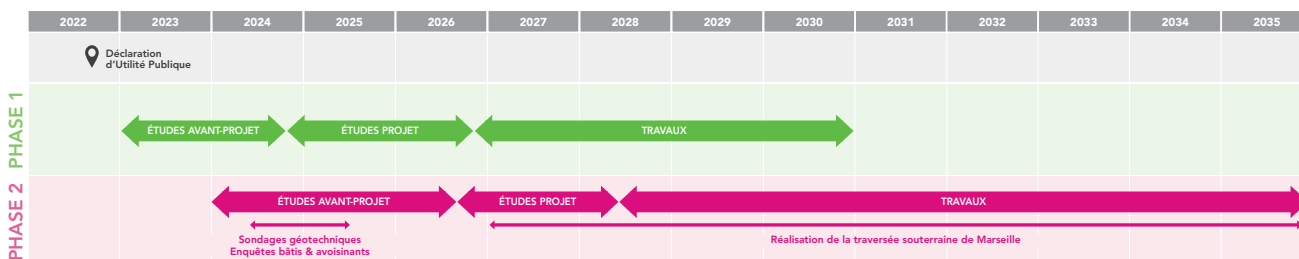 2022 2023 2024 2025 2026 2027 2028 2029 2030 2031 2032 2033 2034 2035
Déclaration
d'Utilité Publique
PHASE 1
ÉTUDES AVANT-PROJET ÉTUDES PROJET TRAVAUX
PHASE 2
ÉTUDES AVANT-PROJET ÉTUDES PROJET TRAVAUX
Sondages géotechniques
Enquêtes bâtis & avoisinants
Réalisation de la traversée souterraine de Marseille